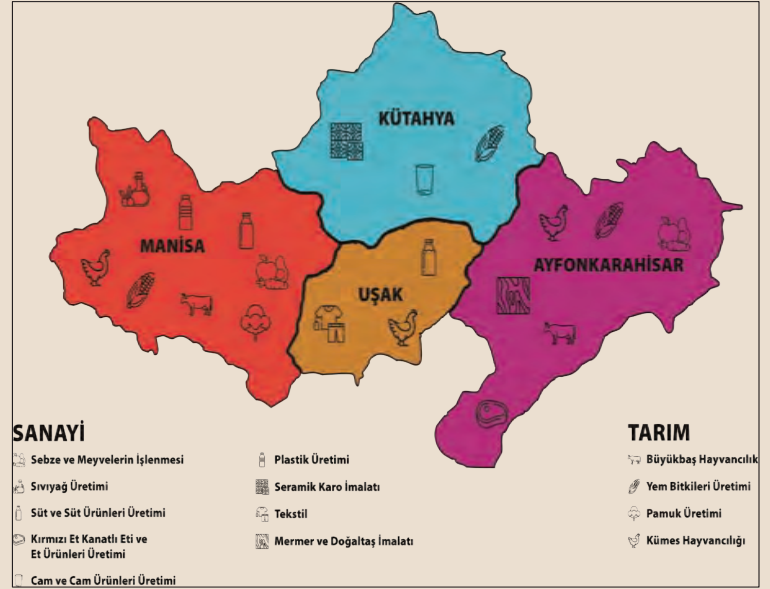 KÜTAHYA
MANİSA
UŞAK
AYFONKARAHİSAR
SANAYİ
Sebze ve Meyvelerin İşlenmesi
Sıvıyağ Üretimi
Süt ve Süt Ürünleri Üretimi
Kırmızı Et Kanatlı Eti ve
Et Ürünleri Üretimi
Cam ve Cam Ürünleri Üretimi
Plastik Üretimi
Seramik Karo İmalatı
Tekstil
Mermer ve Doğaltaş İmalatı
TARIM
Büyükbaş Hayvancılık
Yem Bitkileri Üretimi
Pamuk Üretimi
Kümes Hayvancılığı